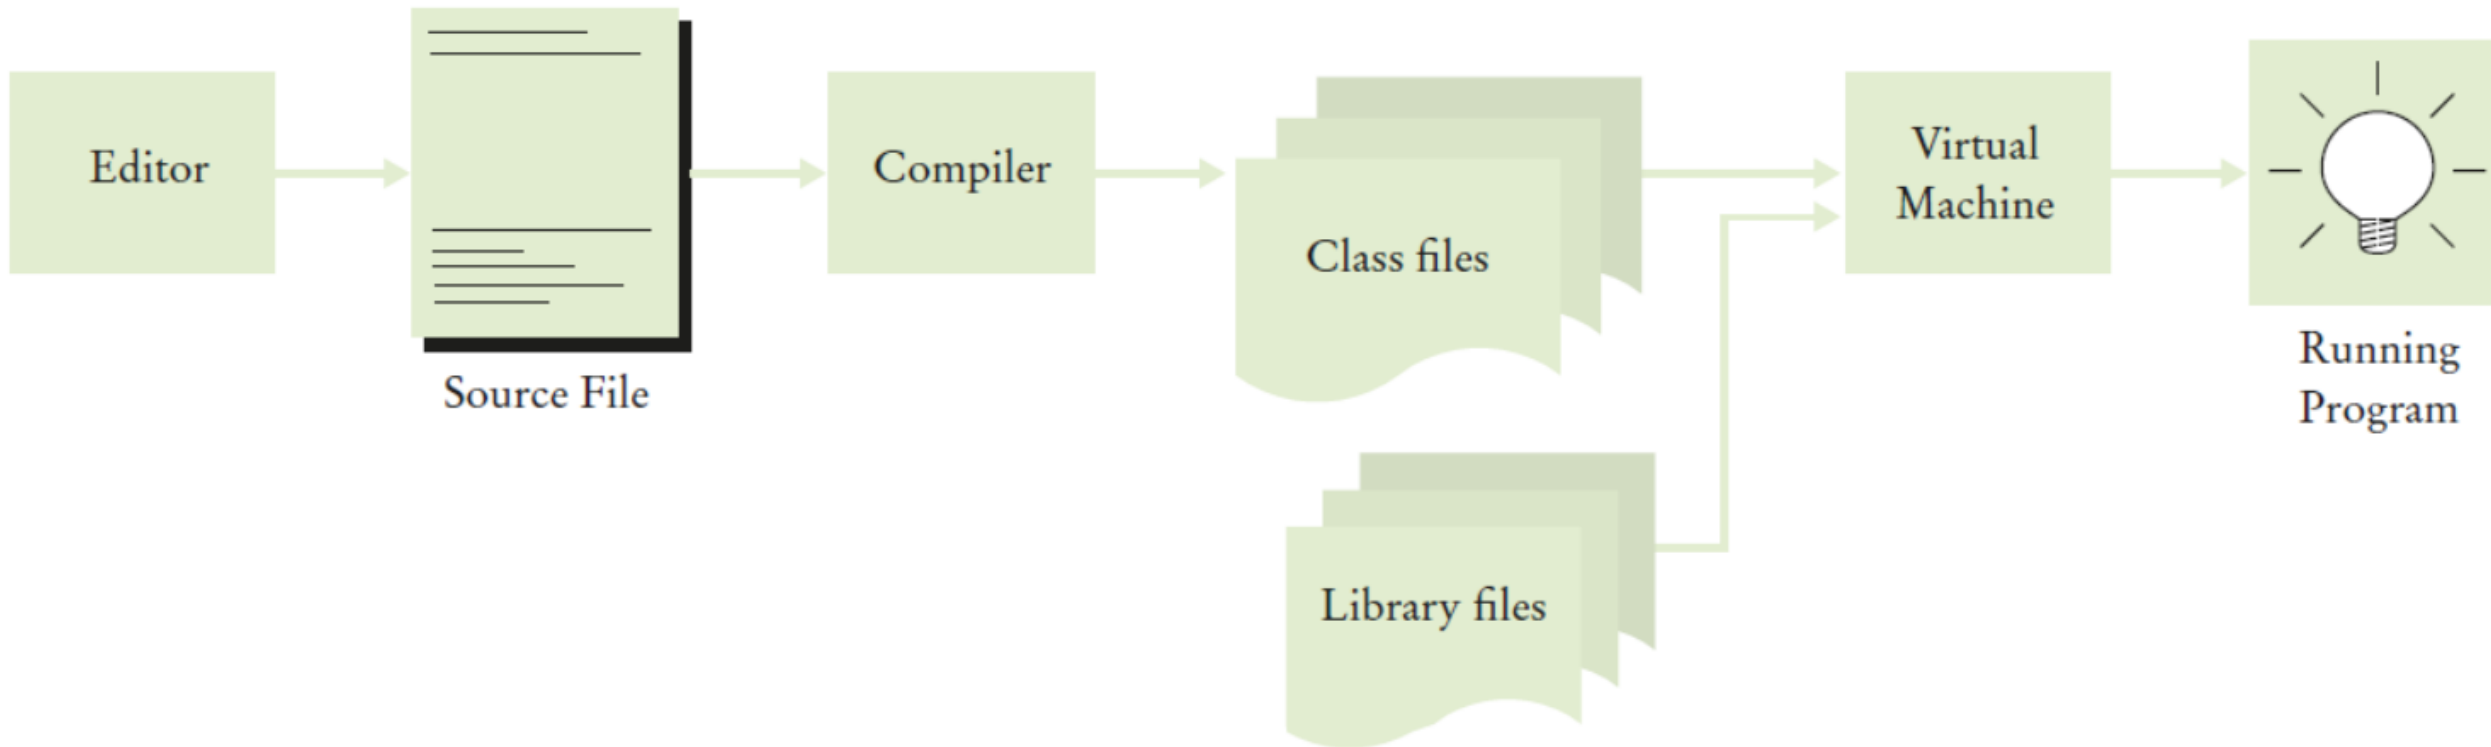 Editor
Source File
Compiler
Class files
Library files
Virtual
Machine
Running
Program